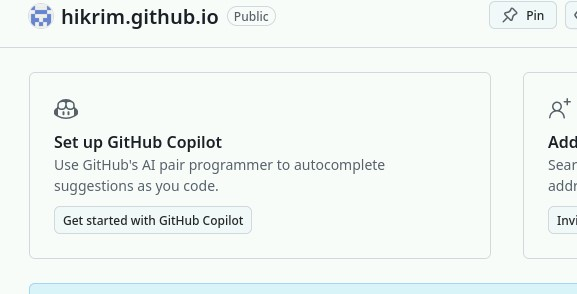 hikrim.github.io Public
Pin
Set up GitHub Copilot
Use GitHub's AI pair programmer to autocomplete
suggestions as you code.
Get started with GitHub Copilot
Add
Sear
addr
Invi